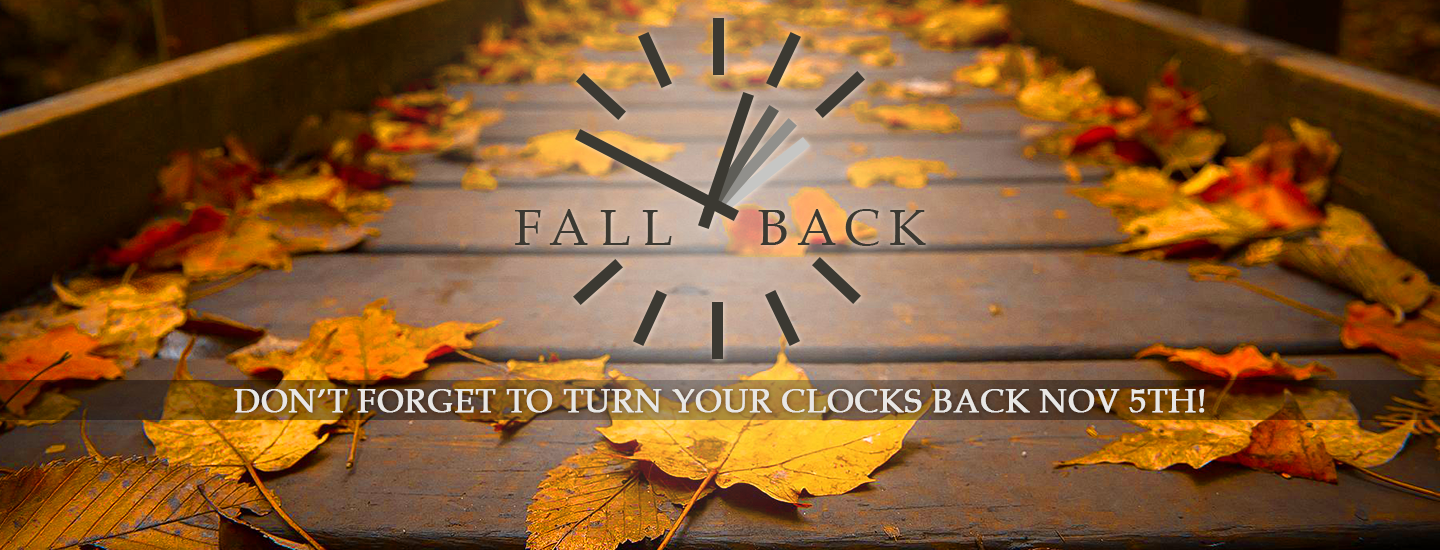 FALL BACK
DON’T FORGET TO TURN YOUR CLOCKS BACK NOV 5TH!